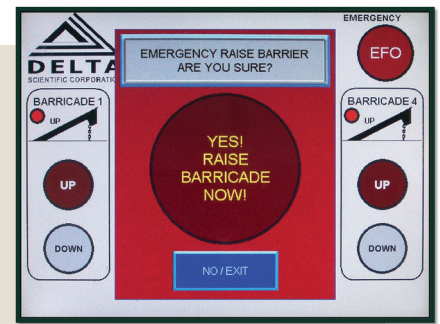 EMERGENCY
EFO
DELTA
SCIENTIFIC CORPORATIO
EMERGENCY RAISE BARRIER
ARE YOU SURE?
YES!
RAISE
BARRICADE
NOW!
NO / EXIT
BARRICADE 1
UP
UP
DOWN
BARRICADE 4
UP
UP
DOWN